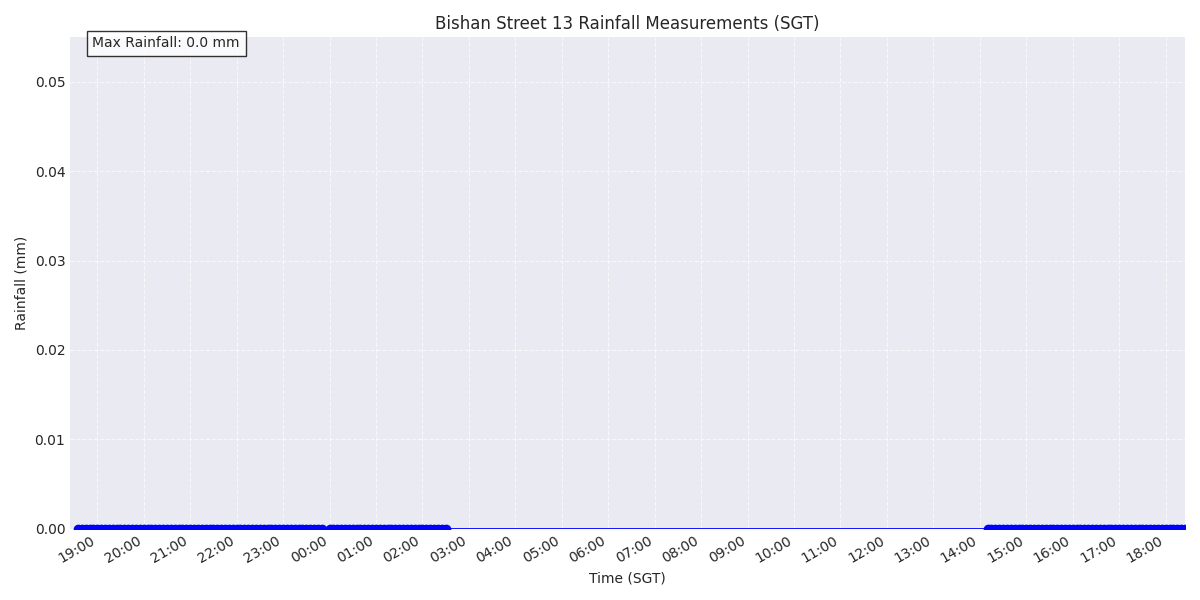 Bishan Street 13 Rainfall Measurements (SGT)
Max Rainfall: 0.0 mm
0.05
0.04
0.03
0.02
0.01
0.00
Rainfall (mm)
19:00 20:00 21:00 22:00 23:00 00:00 01:00 02:00 03:00 04:00 05:00 06:00 07:00 08:00 09:00 10:00 11:00 12:00 13:00 14:00 15:00 16:00 17:00 18:00
Time (SGT)